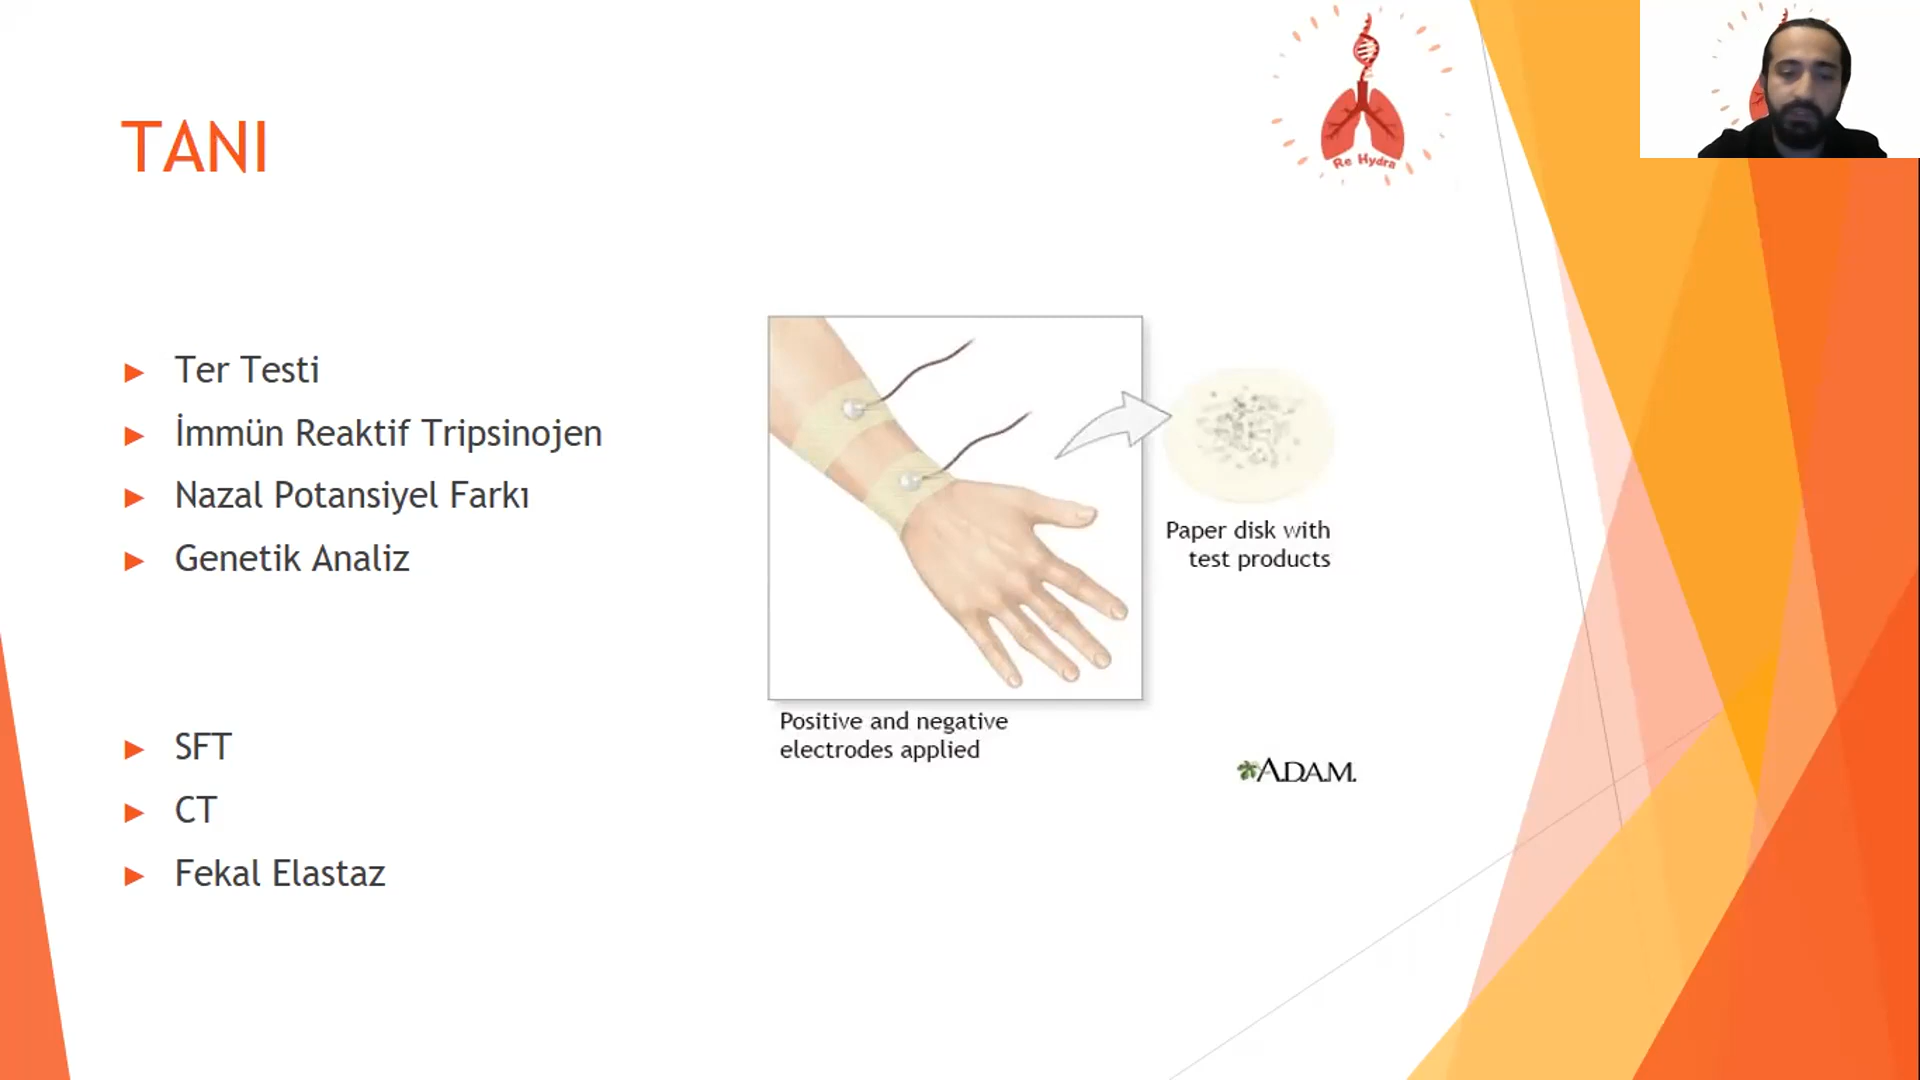 TANI
Re Hydra
Ter Testi
İmmün Reaktif Tripsinojen
Nazal Potansiyel Farkı
Genetik Analiz
SFT
CT
Fekal Elastaz
Paper disk with
test products
Positive and negative
electrodes applied
A.D.A.M.